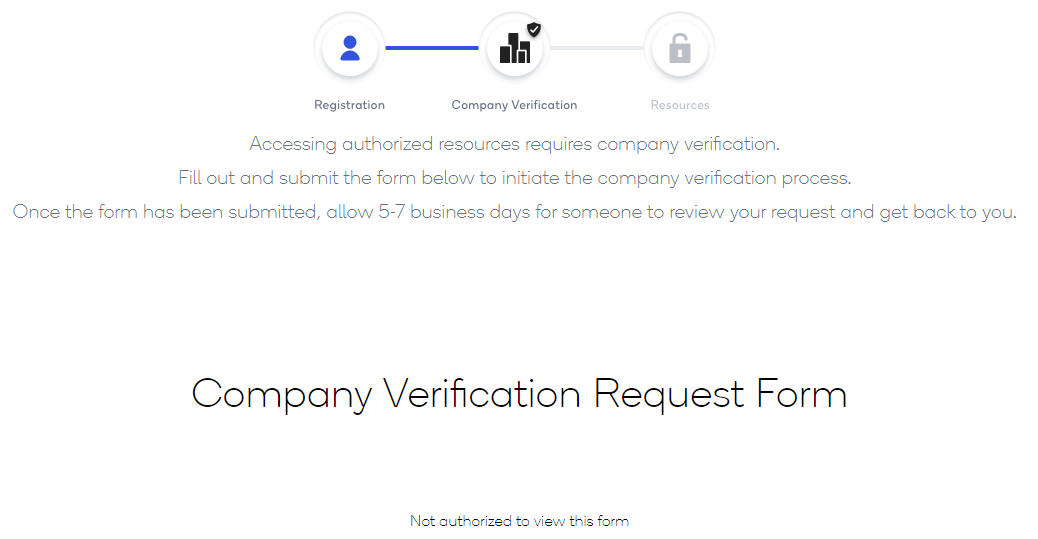 Registration Company Verification Resources
Accessing authorized resources requires company verification.
Fill out and submit the form below to initiate the company verification process.
Once the form has been submitted, allow 5-7 business days for someone to review your request and get back to you.
Company Verification Request Form
Not authorized to view this form